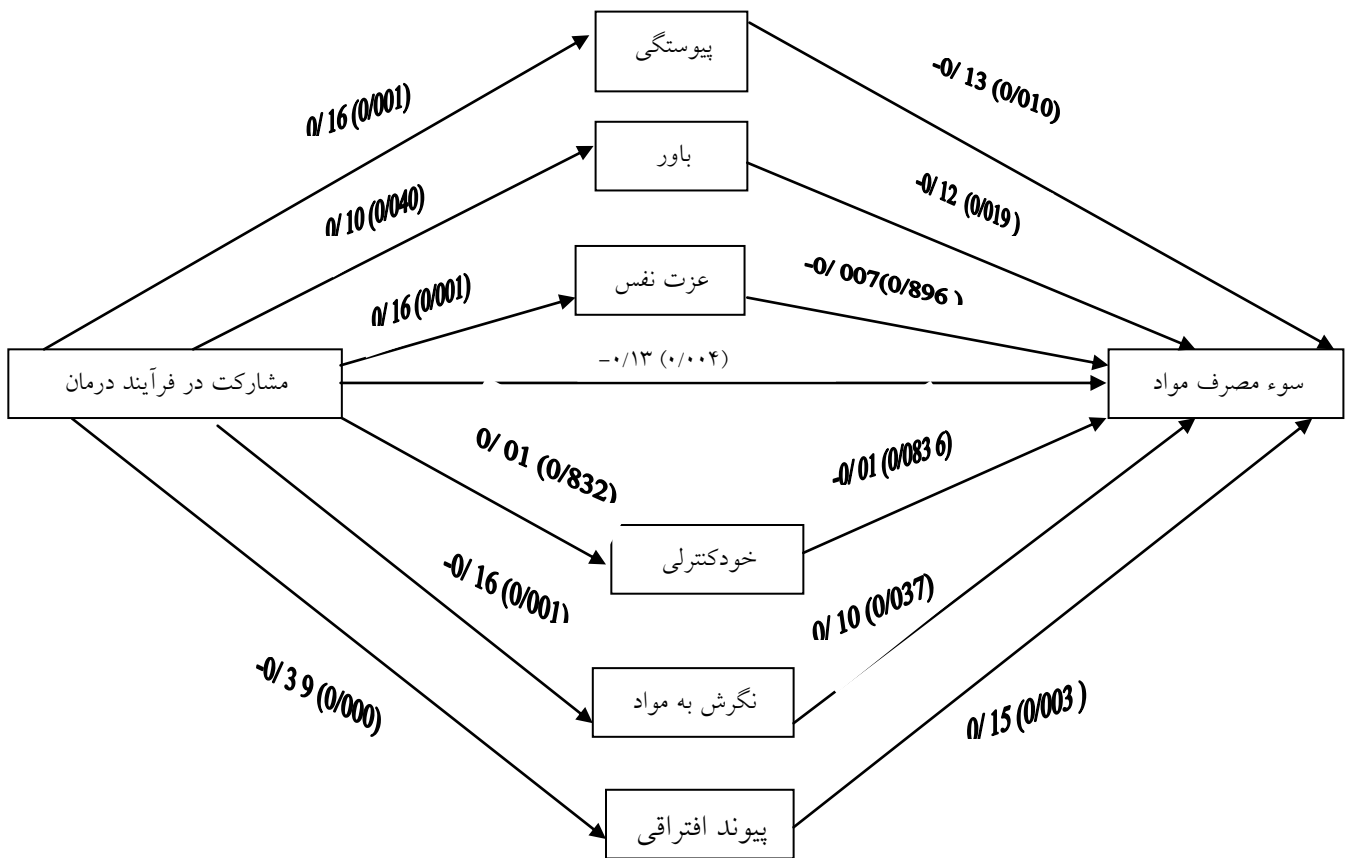 پیوستگی
-0/ 13 (0/010)
0/ 16 (0/001)
باور
-0/ 12 (0/019 )
0/ 10 (0/040)
عزت نفس
-0/ 007(0/896 )
0/ 16 (0/001)
-۰/۱۳ (۰/۰۰۴)
مشارکت در فرآیند درمان
سوء مصرف مواد
0/ 01 (0/832)
-0/ 01 (0/083 6)
خودکنترلی
-0/ 16 (0/001)
0/ 10 (0/037)
نگرش به مواد
-0/ 3 9 (0/000)
0/ 15 (0/003 )
پیوند افتراقی